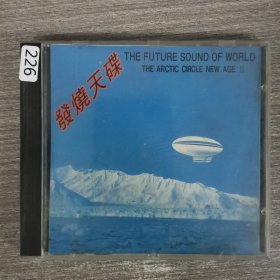 226
發燒天碟
THE FUTURE SOUND OF WORLD
THE ARCTIC CIRCLE NEW AGE